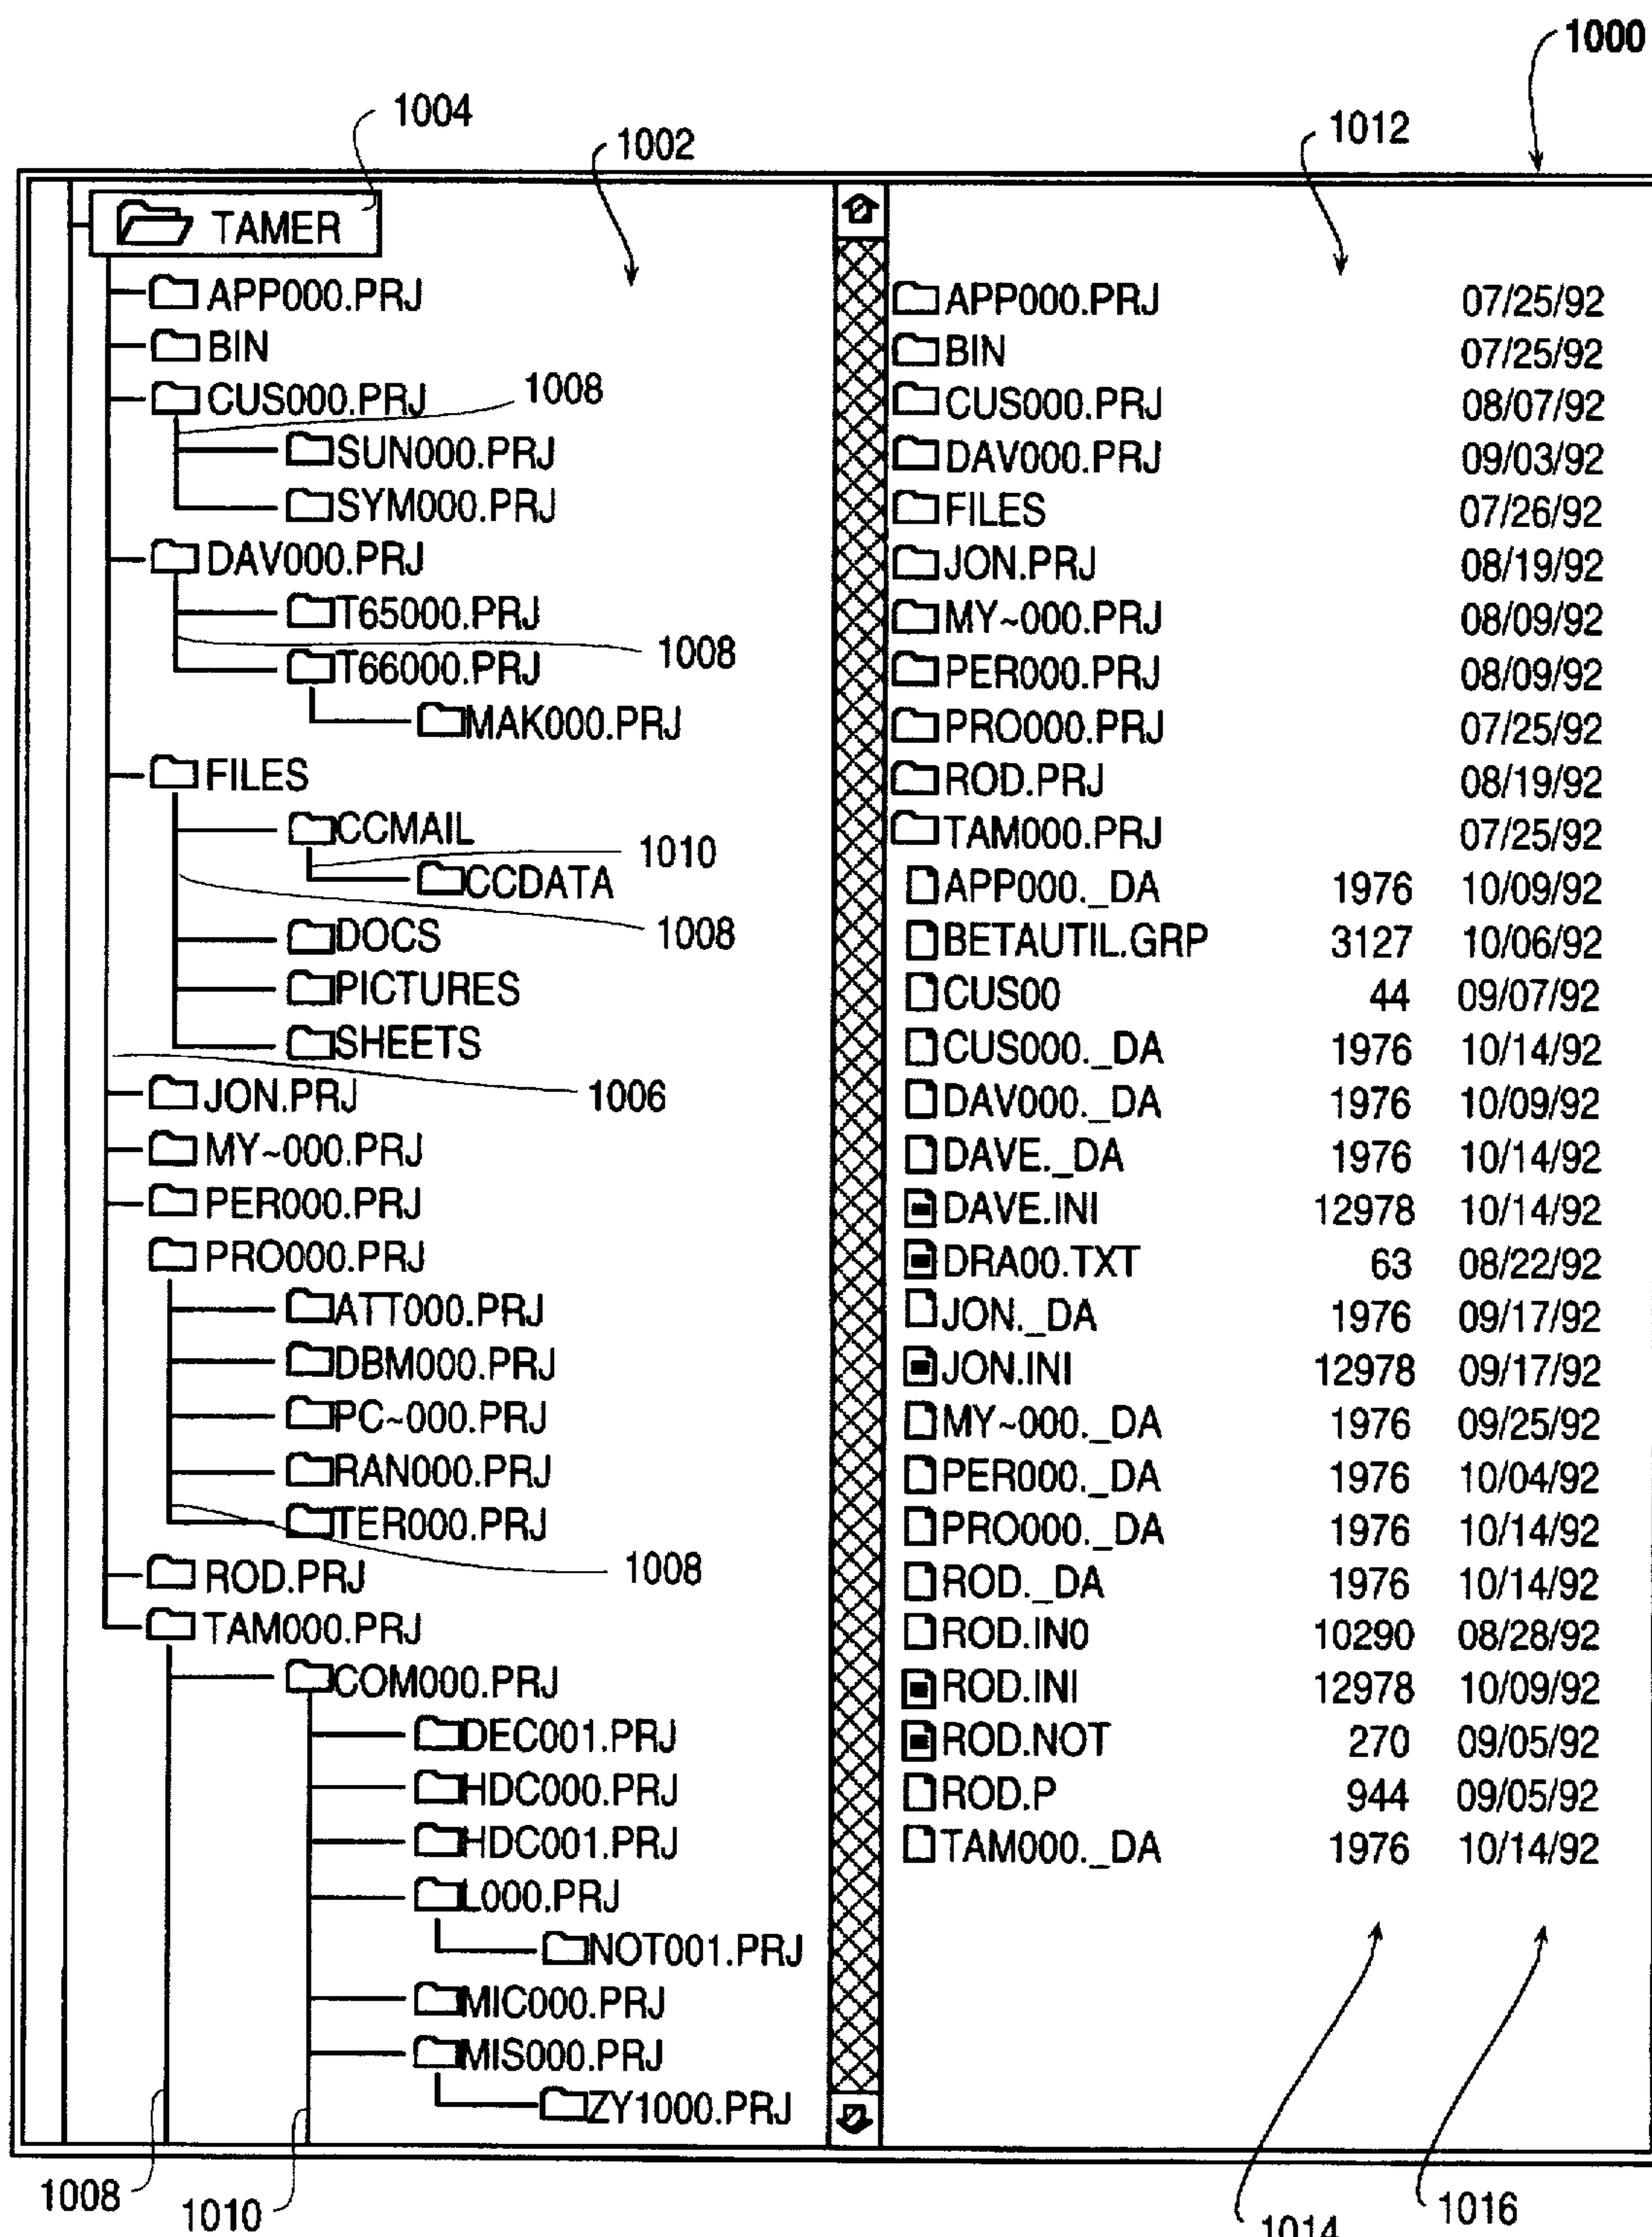 1000
1004
1002
1012
TAMER
APP000.PRJ
BIN
CUS000.PRJ
1008
SUN000.PRJ
SYM000.PRJ
DAV000.PRJ
T65000.PRJ
1008
T66000.PRJ
MAK000.PRJ
FILES
CCMAIL
1010
CCDATA
1008
DOCS
PICTURES
SHEETS
1006
JON.PRJ
MY~000.PRJ
PER000.PRJ
PRO000.PRJ
ATT000.PRJ
DBM000.PRJ
PC~000.PRJ
RAN000.PRJ
TER000.PRJ
1008
ROD.PRJ
TAM000.PRJ
COM000.PRJ
DEC001.PRJ
HDC000.PRJ
HDC001.PRJ
L000.PRJ
NOT001.PRJ
MIC000.PRJ
MIS000.PRJ
ZY1000.PRJ
APP000.PRJ 07/25/92
BIN 07/25/92
CUS000.PRJ 08/07/92
DAV000.PRJ 09/03/92
FILES 07/26/92
JON.PRJ 08/19/92
MY~000.PRJ 08/09/92
PER000.PRJ 08/09/92
PRO000.PRJ 07/25/92
ROD.PRJ 08/19/92
TAM000.PRJ 07/25/92
APP000._DA 1976 10/09/92
BETAUTIL.GRP 3127 10/06/92
CUS00 44 09/07/92
CUS000._DA 1976 10/14/92
DAV000._DA 1976 10/09/92
DAVE._DA 1976 10/14/92
DAVE.INI 12978 10/14/92
DRA00.TXT 63 08/22/92
JON._DA 1976 09/17/92
JON.INI 12978 09/17/92
MY~000._DA 1976 09/25/92
PER000._DA 1976 10/04/92
PRO000._DA 1976 10/14/92
ROD._DA 1976 10/14/92
ROD.IN0 10290 08/28/92
ROD.INI 12978 10/09/92
ROD.NOT 270 09/05/92
ROD.P 944 09/05/92
TAM000._DA 1976 10/14/92
1008
1010
1014
1016